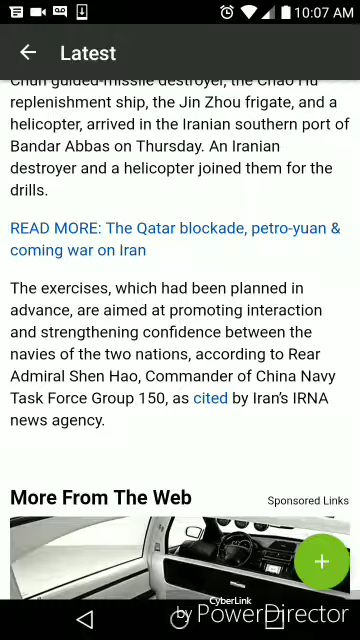 10:07 AM
Latest
Chun guided-missile destroyer, the Chao Hu
replenishment ship, the Jin Zhou frigate, and a
helicopter, arrived in the Iranian southern port of
Bandar Abbas on Thursday. An Iranian
destroyer and a helicopter joined them for the
drills.
READ MORE: The Qatar blockade, petro-yuan &
coming war on Iran
The exercises, which had been planned in
advance, are aimed at promoting interaction
and strengthening confidence between the
navies of the two nations, according to Rear
Admiral Shen Hao, Commander of China Navy
Task Force Group 150, as cited by Iran's IRNA
news agency.
More From The Web
Sponsored Links
CyberLink
by PowerDirector